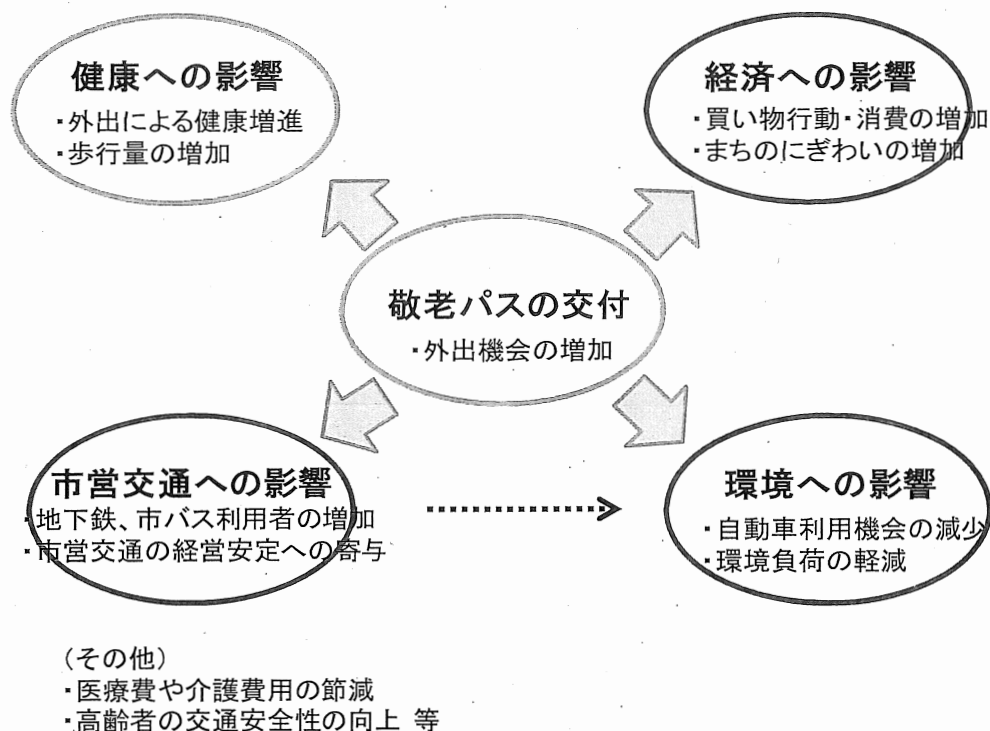 健康への影響
・外出による健康増進
・歩行量の増加
経済への影響
・買い物行動・消費の増加
・まちのにぎわいの増加
敬老パスの交付
・外出機会の増加
市営交通への影響
・地下鉄、市バス利用者の増加
・市営交通の経営安定への寄与
環境への影響
・自動車利用機会の減少
・環境負荷の軽減
（その他）
・医療費や介護費用の節減
・高齢者の交通安全性の向上 等